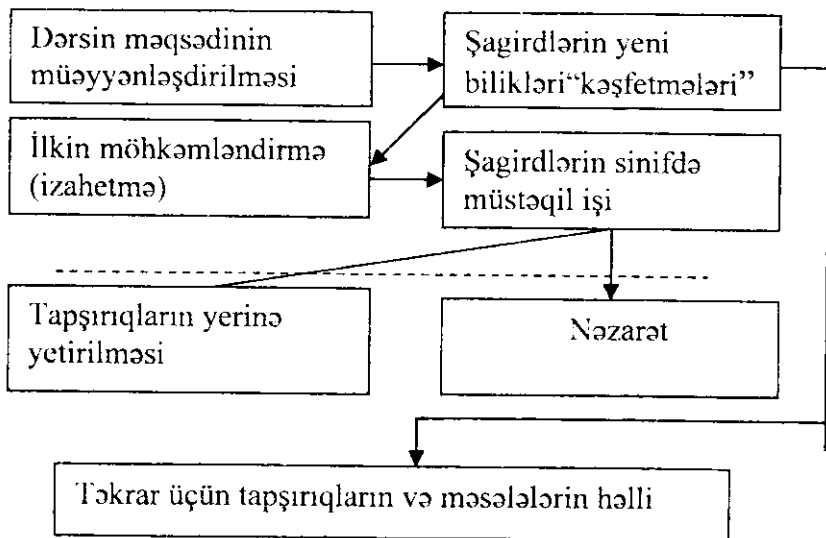 Dərsin məqsədinin
müəyyənləşdirilməsi
Şagirdlərin yeni
bilikləri“kəşfetmələri”
İlkin möhkəmləndirmə
(izahetmə)
Şagirdlərin sinifdə
müstəqil işi
Tapşırıqların yerinə
yetirilməsi
Nəzarət
Təkrar üçün tapşırıqların və məsələlərin həlli